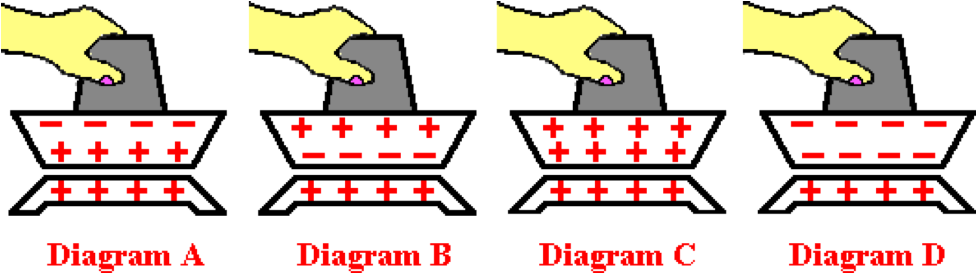 − − − −
+ + + +
+ + + +
Diagram A
+ + + +
− − − −
+ + + +
Diagram B
+ + + +
+ + + +
+ + + +
Diagram C
− − − −
− − − −
+ + + +
Diagram D